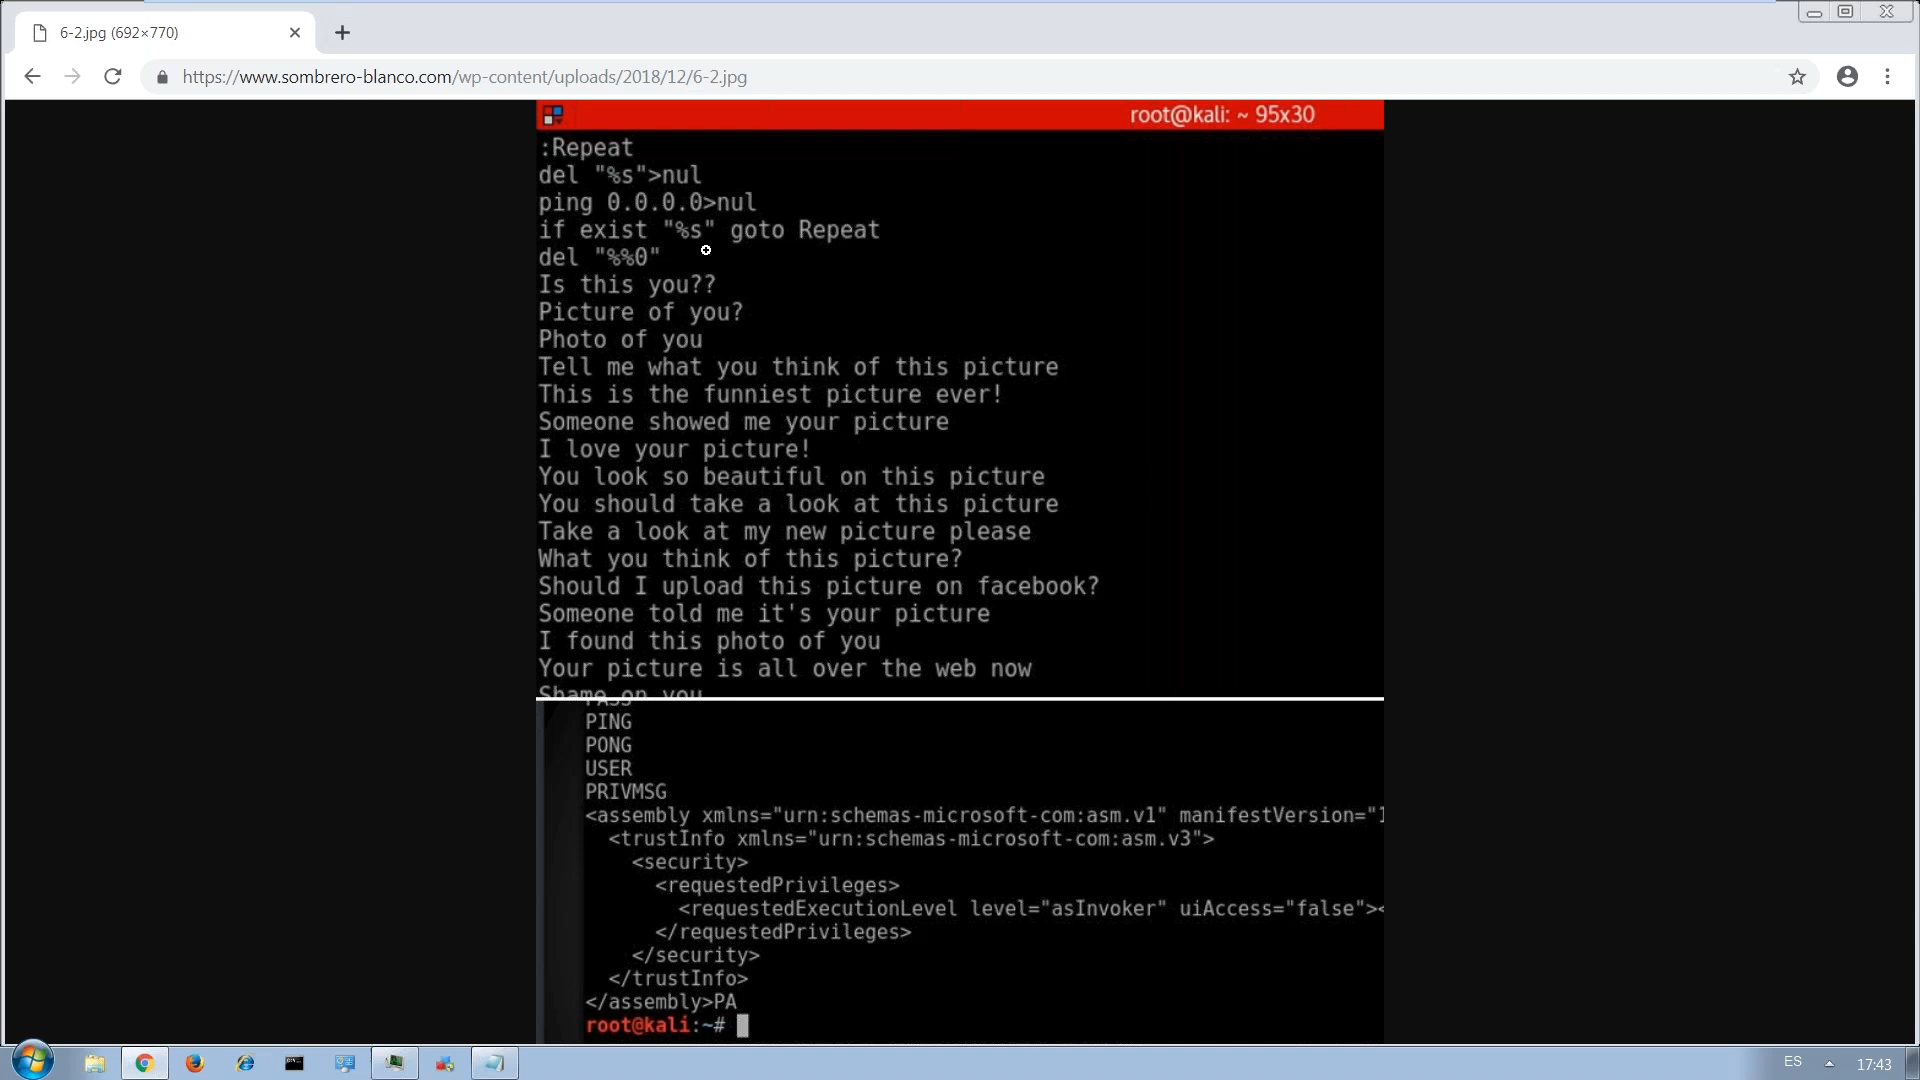 6-2.jpg (692×770)
https://www.sombrero-blanco.com/wp-content/uploads/2018/12/6-2.jpg
root@kali: ~ 95x30
:Repeat
del "%s">nul
ping 0.0.0.0>nul
if exist "%s" goto Repeat
del "%%0"
Is this you??
Picture of you?
Photo of you
Tell me what you think of this picture
This is the funniest picture ever!
Someone showed me your picture
I love your picture!
You look so beautiful on this picture
You should take a look at this picture
Take a look at my new picture please
What you think of this picture?
Should I upload this picture on facebook?
Someone told me it's your picture
I found this photo of you
Your picture is all over the web now
Shame on you
PASS
PING
PONG
USER
PRIVMSG
<assembly xmlns="urn:schemas-microsoft-com:asm.v1" manifestVersion="1
<trustInfo xmlns="urn:schemas-microsoft-com:asm.v3">
<security>
<requestedPrivileges>
<requestedExecutionLevel level="asInvoker" uiAccess="false"><
</requestedPrivileges>
</security>
</trustInfo>
</assembly>PA
root@kali:~#
ES
17:43